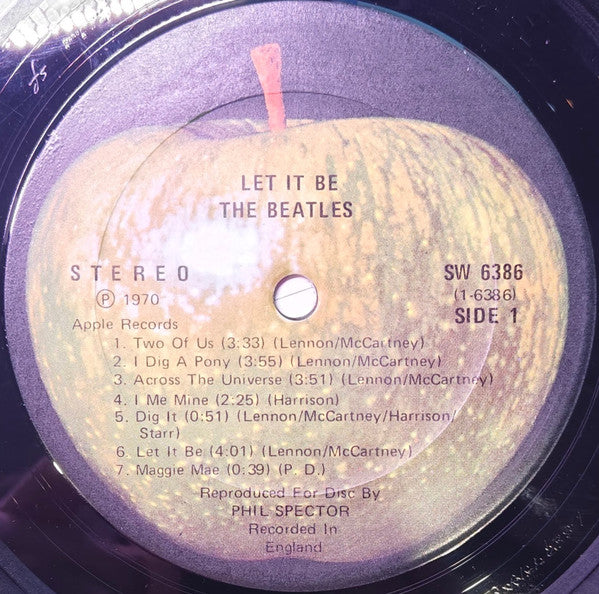 LET IT BE
THE BEATLES
STEREO
Ⓟ 1970
Apple Records
SW 6386
(1-6386)
SIDE 1
1. Two Of Us (3:33) (Lennon/McCartney)
2. I Dig A Pony (3:55) (Lennon/McCartney)
3. Across The Universe (3:51) (Lennon/McCartney)
4. I Me Mine (2:25) (Harrison)
5. Dig It (0:51) (Lennon/McCartney/Harrison/
Starr)
6. Let It Be (4:01) (Lennon/McCartney)
7. Maggie Mae (0:39) (P. D.)
Reproduced For Disc By
PHIL SPECTOR
Recorded In
England